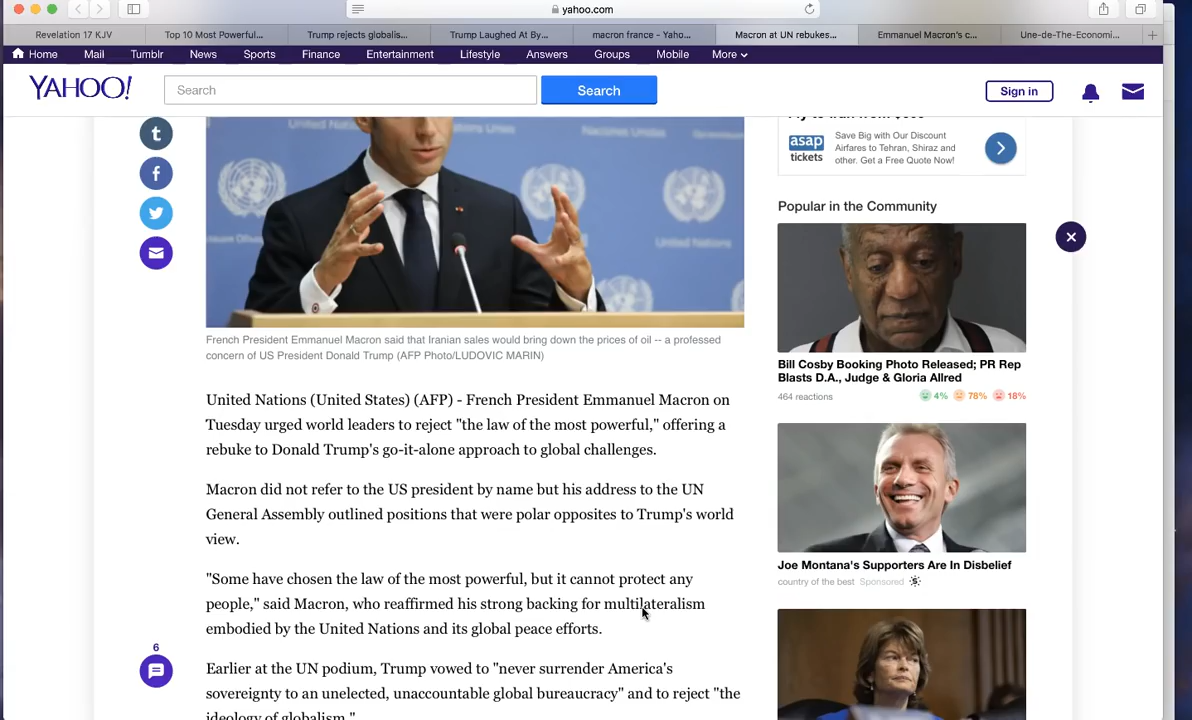 yahoo.com
Revelation 17 KJV
Top 10 Most Powerful...
Trump rejects globalis...
Trump Laughed At By...
macron france - Yaho...
Macron at UN rebukes...
Emmanuel Macron's c...
Une-de-The-Economi...
Home Mail Tumblr News Sports Finance Entertainment Lifestyle Answers Groups Mobile More
YAHOO!
Search
Search
Sign in
United Nations
Nations Unies
United Nations
French President Emmanuel Macron said that Iranian sales would bring down the prices of oil -- a professed
concern of US President Donald Trump (AFP Photo/LUDOVIC MARIN)
United Nations (United States) (AFP) - French President Emmanuel Macron on
Tuesday urged world leaders to reject "the law of the most powerful," offering a
rebuke to Donald Trump's go-it-alone approach to global challenges.
Macron did not refer to the US president by name but his address to the UN
General Assembly outlined positions that were polar opposites to Trump's world
view.
"Some have chosen the law of the most powerful, but it cannot protect any
people," said Macron, who reaffirmed his strong backing for multilateralism
embodied by the United Nations and its global peace efforts.
6
Earlier at the UN podium, Trump vowed to "never surrender America's
sovereignty to an unelected, unaccountable global bureaucracy" and to reject "the
ideology of globalism."
asap
tickets
Save Big with Our Discount
Airfares to Tehran, Shiraz and
other. Get a Free Quote Now!
Popular in the Community
Bill Cosby Booking Photo Released; PR Rep
Blasts D.A., Judge & Gloria Allred
464 reactions
4% 78% 18%
Joe Montana's Supporters Are In Disbelief
country of the best Sponsored